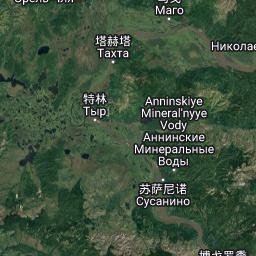 Маго
塔赫塔
Тахта
Николае
特林
Тыр
Anninskiye
Mineral'nyye
Vody
Аннинские
Минеральные
Воды
苏萨尼诺
Сусанино